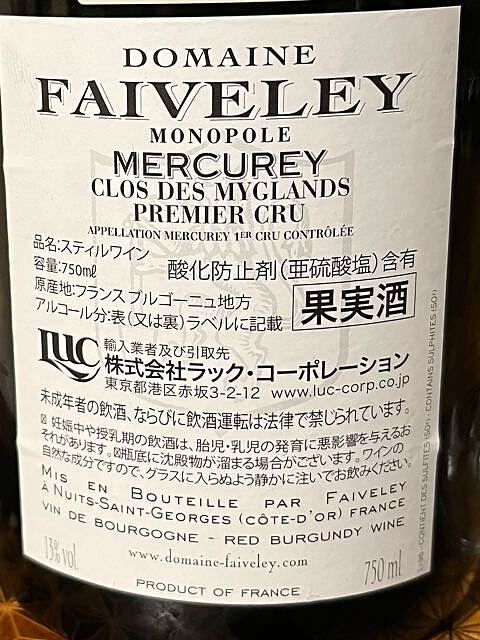 DOMAINE
FAIVELEY
MONOPOLE
MERCUREY
CLOS DES MYGLANDS
PREMIER CRU
APPELLATION MERCUREY 1ER CRU CONTRÔLÉE
品名:スティルワイン
容量:750mℓ 酸化防止剤(亜硫酸塩)含有
原産地:フランス ブルゴーニュ地方
アルコール分:表(又は裏)ラベルに記載 果実酒
LUC 輸入業者及び引取先
株式会社ラック・コーポレーション
東京都港区赤坂3-2-12 www.luc-corp.co.jp
未成年者の飲酒、ならびに飲酒運転は法律で禁じられています。
妊娠中や授乳期の飲酒は、胎児・乳児の発育に悪影響を与えるお
それがあります。瓶底に沈殿物が溜まる場合がございます。ワインの
自然な成分ですので、グラスに入らぬよう静かに注いでお飲みください。
MIS EN BOUTEILLE PAR FAIVELEY
À NUITS-SAINT-GEORGES (CÔTE-D'OR) FRANCE
VIN DE BOURGOGNE - RED BURGUNDY WINE
13% vol. www.domaine-faiveley.com 750 ml
PRODUCT OF FRANCE
CONTIENT DES SULFITES (SO²) - CONTAINS SULPHITES (SO²)